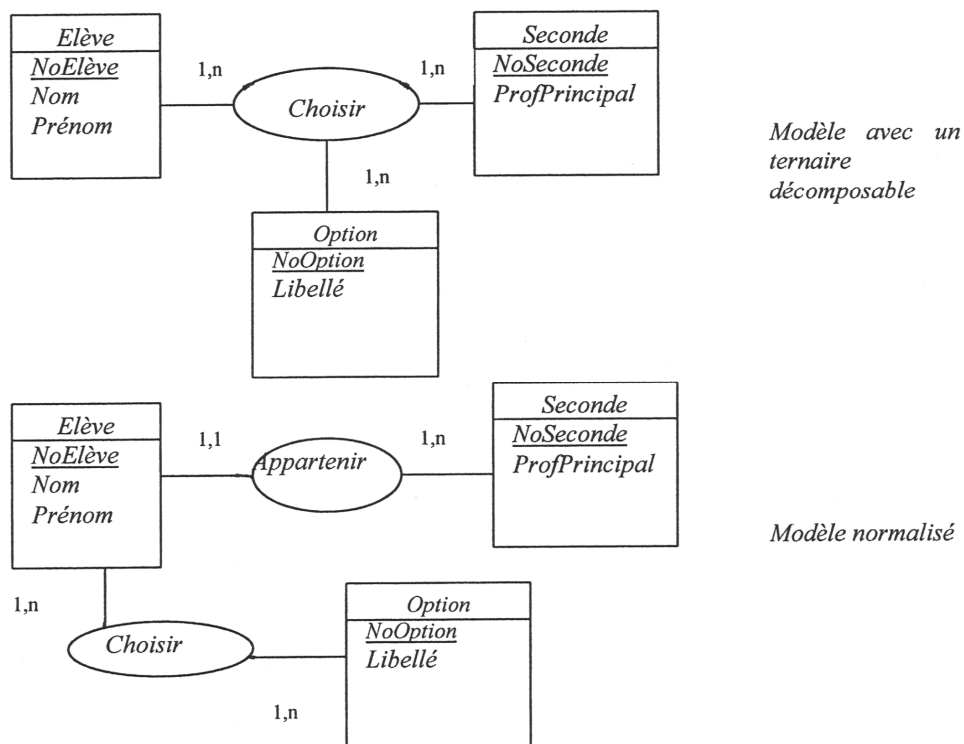 Elève
NoElève
Nom
Prénom
1,n
Choisir
1,n
Seconde
NoSeconde
ProfPrincipal
1,n
Option
NoOption
Libellé
Modèle avec un
ternaire
décomposable
Elève
NoElève
Nom
Prénom
1,1
Appartenir
1,n
Seconde
NoSeconde
ProfPrincipal
1,n
Choisir
1,n
Option
NoOption
Libellé
Modèle normalisé